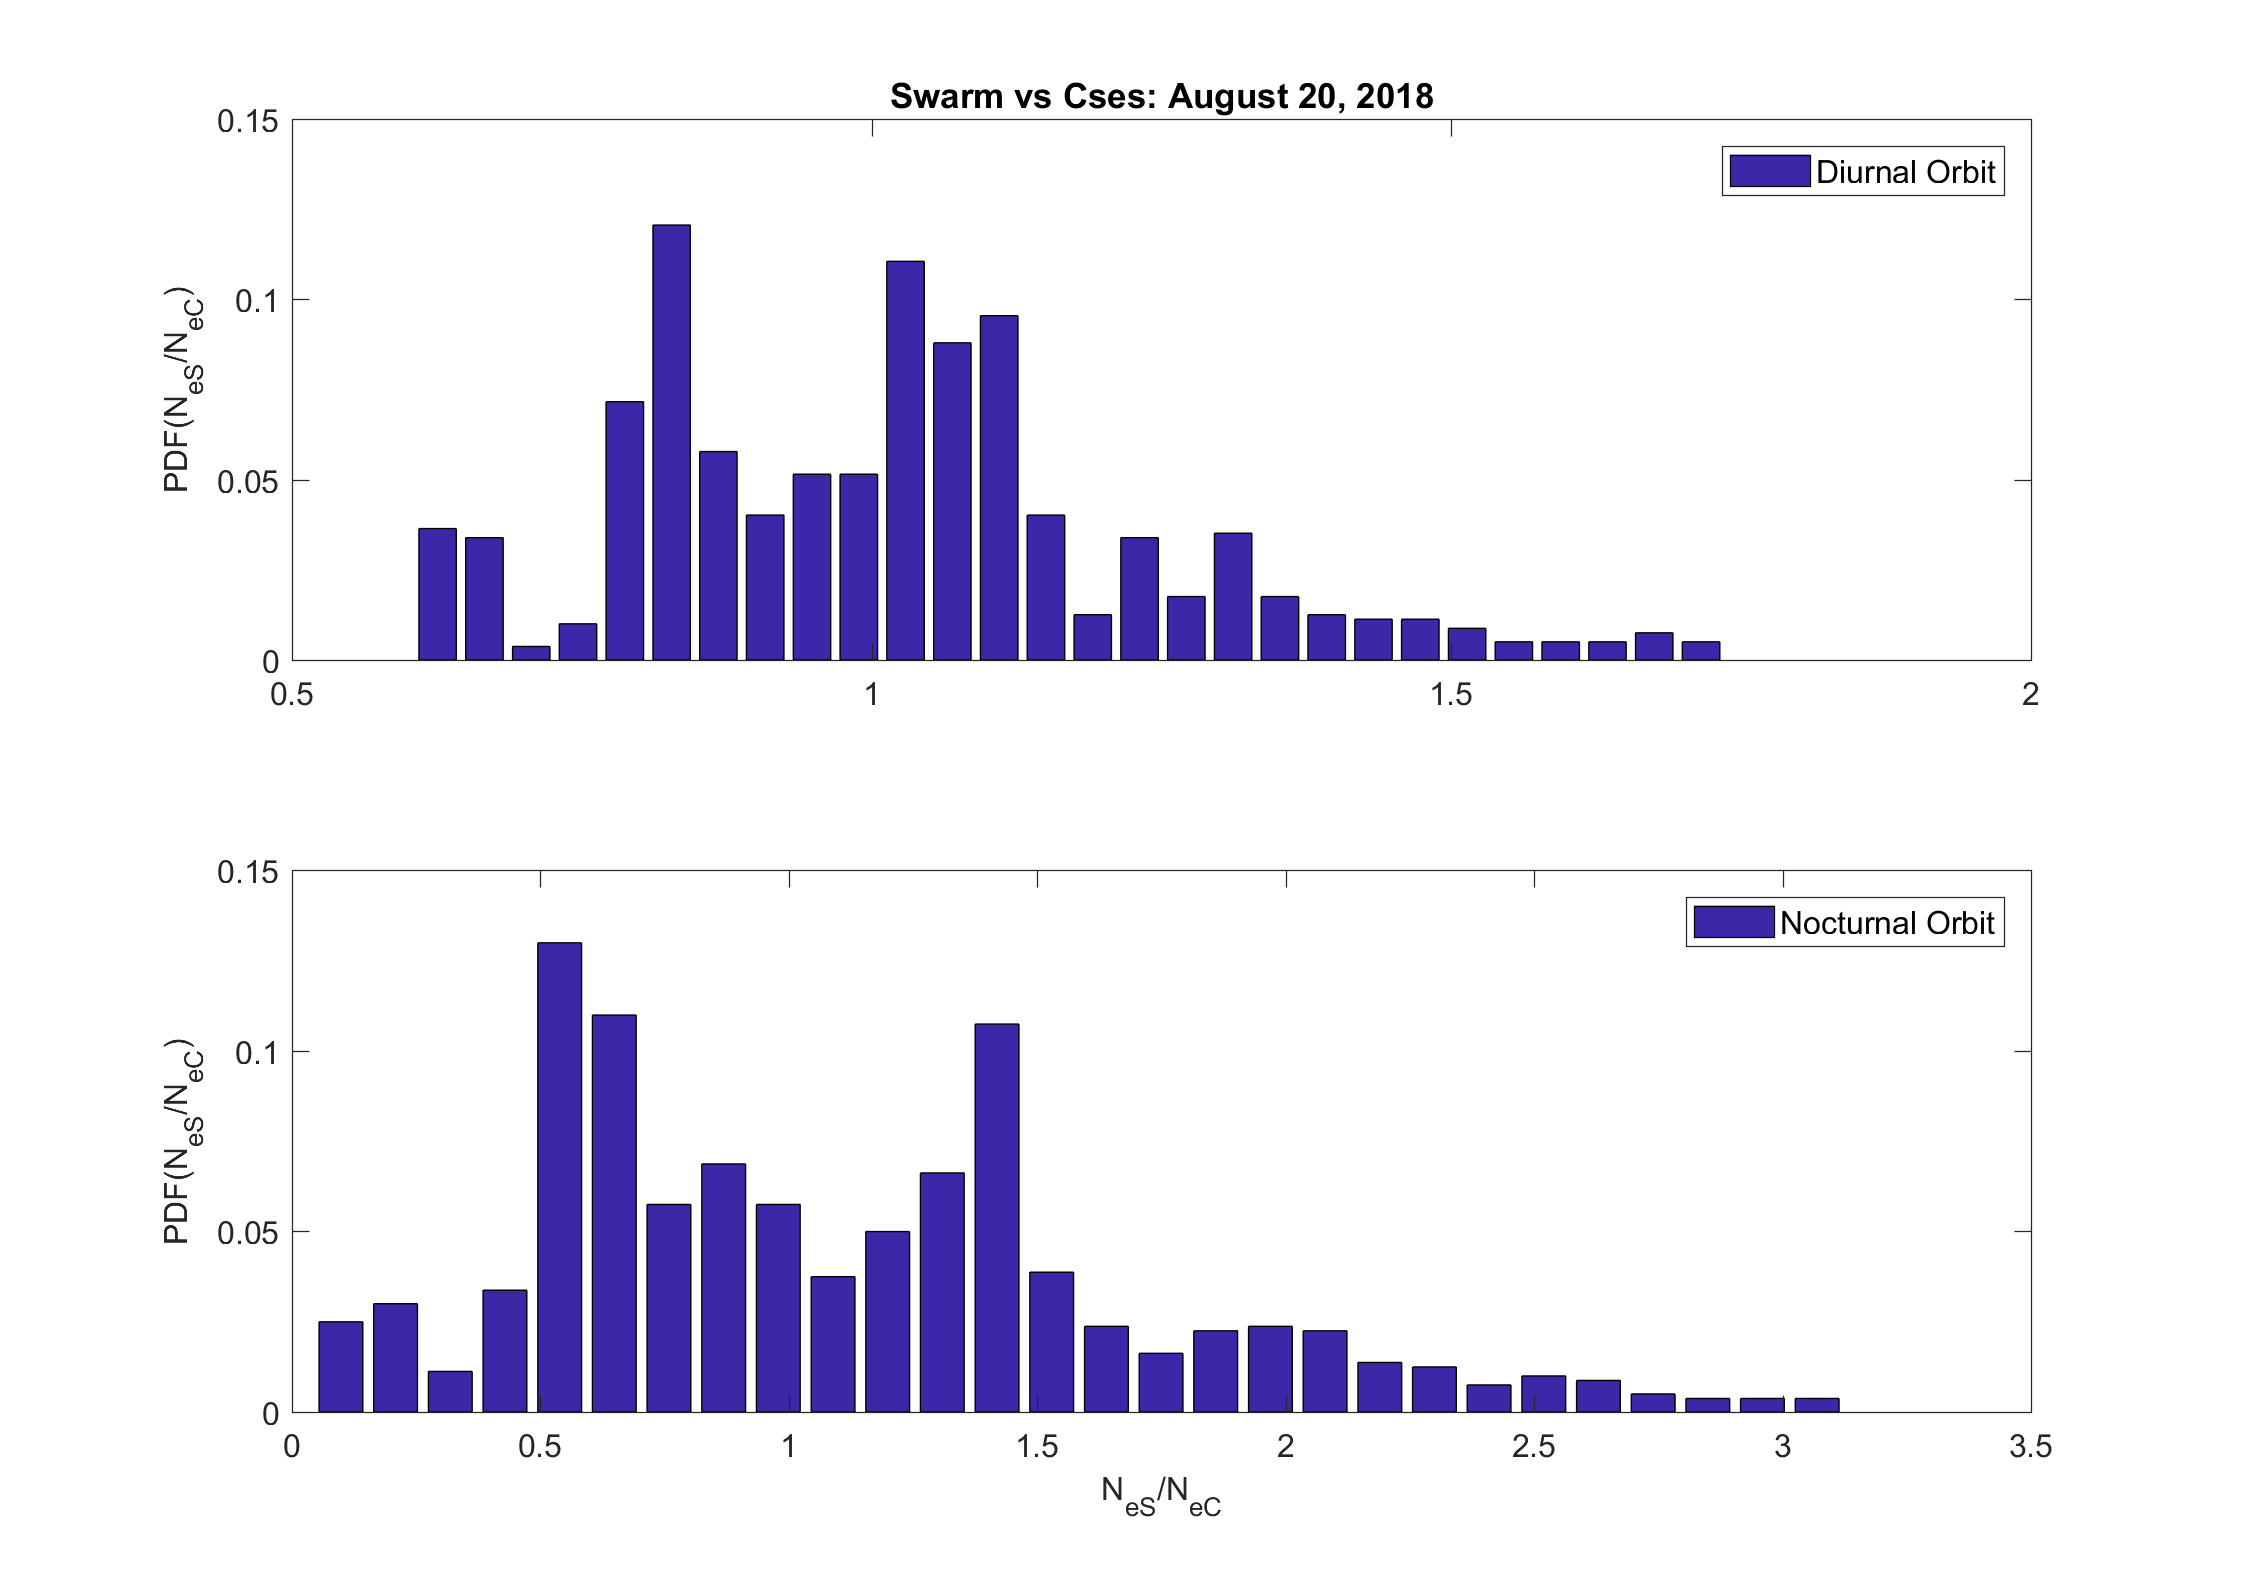 Swarm vs Cses: August 20, 2018
0.15
0.1
0.05
0
PDF(N_eS/N_eC)
Diurnal Orbit
0.5 1 1.5 2
0.15
0.1
0.05
0
PDF(N_eS/N_eC)
Nocturnal Orbit
0 0.5 1 1.5 2 2.5 3 3.5
N_eS/N_eC